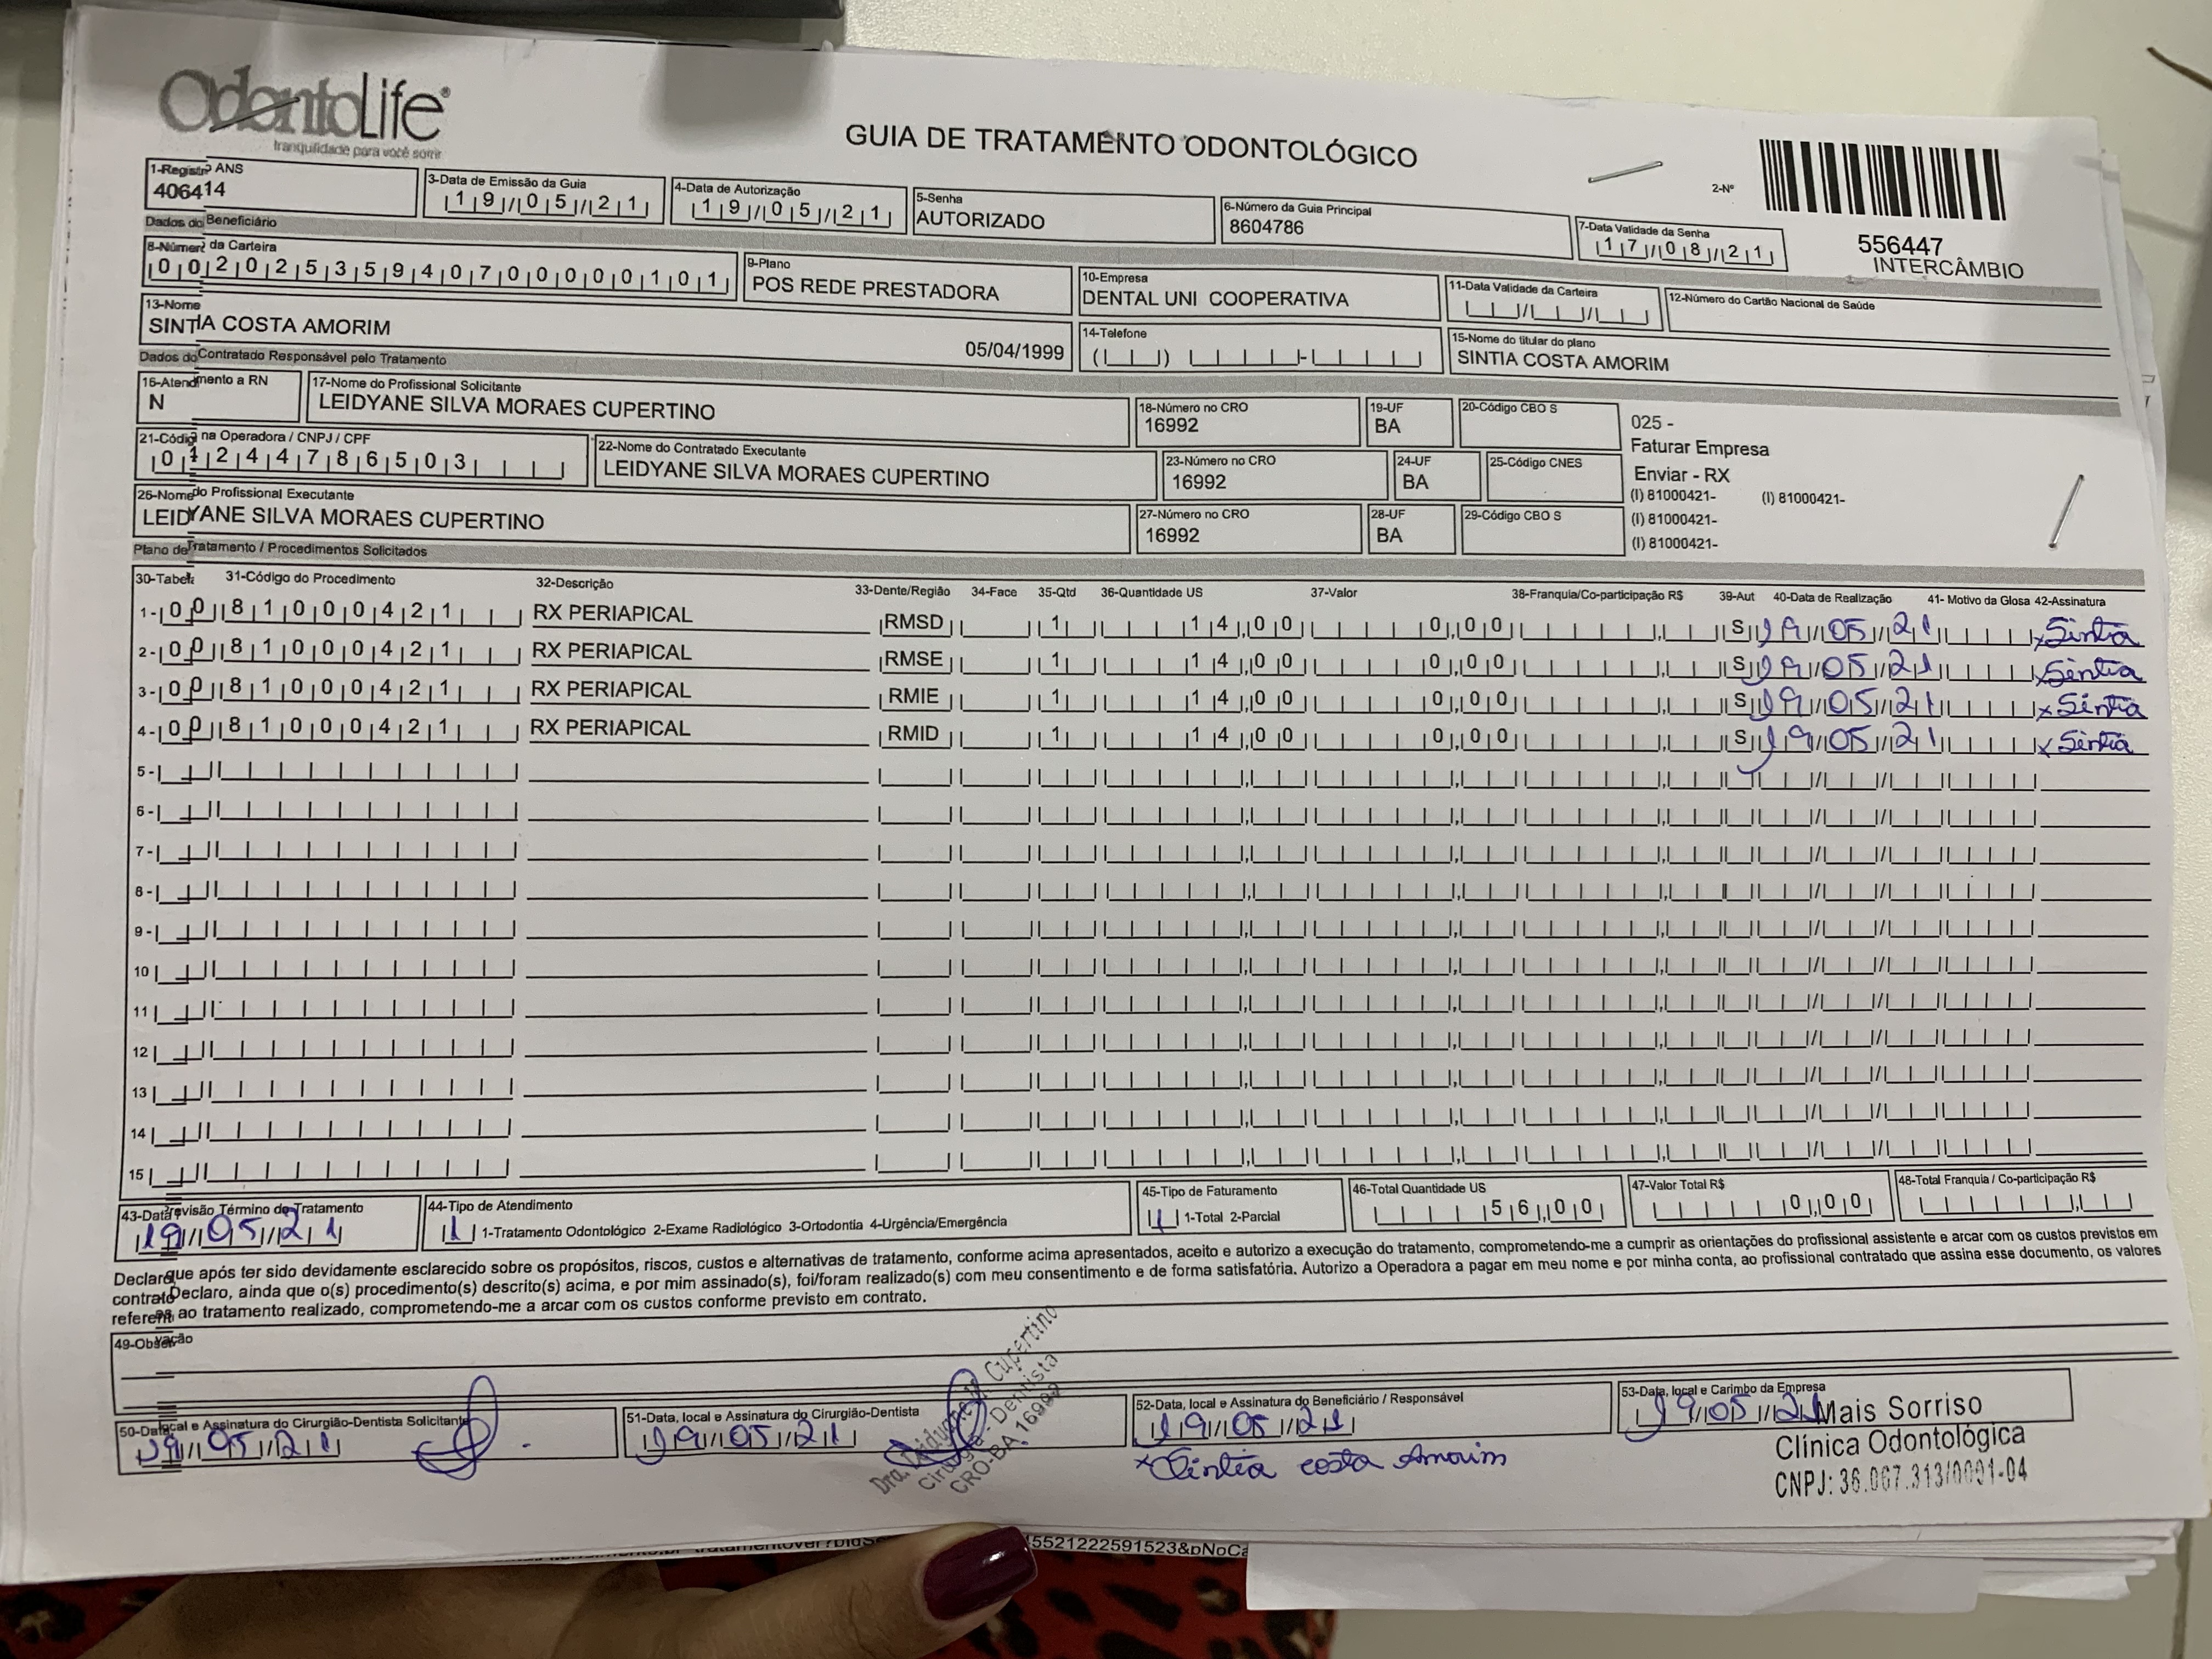 OdontoLife®
tranquilidade para você sorrir
GUIA DE TRATAMENTO ODONTOLÓGICO
2-Nº
556447
INTERCÂMBIO
1-Registro ANS
406414
3-Data de Emissão da Guia
19/05/21
4-Data de Autorização
19/05/21
5-Senha
AUTORIZADO
6-Número da Guia Principal
8604786
7-Data Validade da Senha
17/08/21
Dados do Beneficiário
8-Número da Carteira
00202535940700000101
9-Plano
POS REDE PRESTADORA
10-Empresa
DENTAL UNI COOPERATIVA
11-Data Validade da Carteira
12-Número do Cartão Nacional de Saúde
13-Nome
SINTIA COSTA AMORIM
05/04/1999
14-Telefone
15-Nome do titular do plano
SINTIA COSTA AMORIM
Dados do Contratado Responsável pelo Tratamento
16-Atendimento a RN
N
17-Nome do Profissional Solicitante
LEIDYANE SILVA MORAES CUPERTINO
18-Número no CRO
16992
19-UF
BA
20-Código CBO S
025 -
Faturar Empresa
Enviar - RX
(I) 81000421- (I) 81000421-
(I) 81000421-
(I) 81000421-
21-Código na Operadora / CNPJ / CPF
01244786503
22-Nome do Contratado Executante
LEIDYANE SILVA MORAES CUPERTINO
23-Número no CRO
16992
24-UF
BA
25-Código CNES
26-Nome do Profissional Executante
LEIDYANE SILVA MORAES CUPERTINO
27-Número no CRO
16992
28-UF
BA
29-Código CBO S
Plano de Tratamento / Procedimentos Solicitados
30-Tabela 31-Código do Procedimento 32-Descrição 33-Dente/Região 34-Face 35-Qtd 36-Quantidade US 37-Valor 38-Franquia/Co-participação R$ 39-Aut 40-Data de Realização 41- Motivo da Glosa 42-Assinatura
1- 00 81000421 RX PERIAPICAL RMSD 1 14,00 0,00 S 19/05/21 x Sintia
2- 00 81000421 RX PERIAPICAL RMSE 1 14,00 0,00 S 19/05/21 x Sintia
3- 00 81000421 RX PERIAPICAL RMIE 1 14,00 0,00 S 19/05/21 x Sintia
4- 00 81000421 RX PERIAPICAL RMID 1 14,00 0,00 S 19/05/21 x Sintia
5-
6-
7-
8-
9-
10
11
12
13
14
15
43-Data Previsão Término do Tratamento
19/05/21
44-Tipo de Atendimento
1 1-Tratamento Odontológico 2-Exame Radiológico 3-Ortodontia 4-Urgência/Emergência
45-Tipo de Faturamento
1 1-Total 2-Parcial
46-Total Quantidade US
56,00
47-Valor Total R$
0,00
48-Total Franquia / Co-participação R$
Declaro que após ter sido devidamente esclarecido sobre os propósitos, riscos, custos e alternativas de tratamento, conforme acima apresentados, aceito e autorizo a execução do tratamento, comprometendo-me a cumprir as orientações do profissional assistente e arcar com os custos previstos em
contrato Declaro, ainda que o(s) procedimento(s) descrito(s) acima, e por mim assinado(s), foi/foram realizado(s) com meu consentimento e de forma satisfatória. Autorizo a Operadora a pagar em meu nome e por minha conta, ao profissional contratado que assina esse documento, os valores
referentes ao tratamento realizado, comprometendo-me a arcar com os custos conforme previsto em contrato.
49-Observação
50-Data, local e Assinatura do Cirurgião-Dentista Solicitante
19/05/21
51-Data, local e Assinatura do Cirurgião-Dentista
19/05/21
Cupertino
Cirurgiã - Dentista
CRO-BA 16992
52-Data, local e Assinatura do Beneficiário / Responsável
19/05/21
x Sintia costa Amorim
53-Data, local e Carimbo da Empresa
19/05/21
Mais Sorriso
Clínica Odontológica
CNPJ: 36.067.313/0001-04
5521222591523&pNoCa